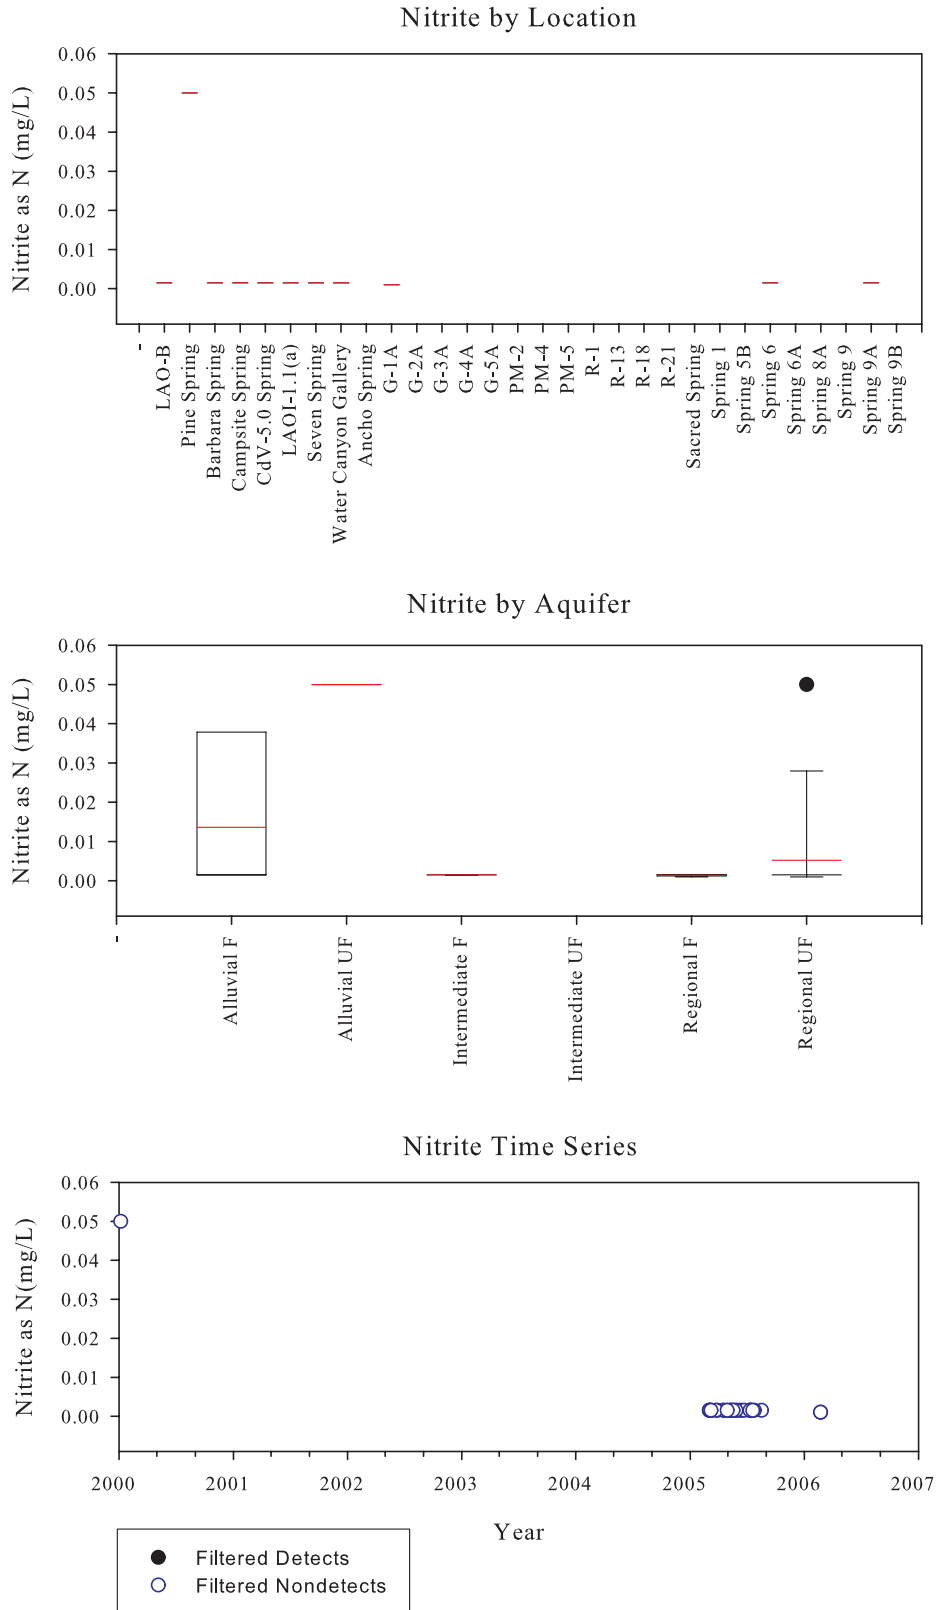 Nitrite by Location
Nitrite as N (mg/L)
0.06
0.05
0.04
0.03
0.02
0.01
0.00
-
LAO-B
Pine Spring
Barbara Spring
Campsite Spring
CdV-5.0 Spring
LAOI-1.1(a)
Seven Spring
Water Canyon Gallery
Ancho Spring
G-1A
G-2A
G-3A
G-4A
G-5A
PM-2
PM-4
PM-5
R-1
R-13
R-18
R-21
Sacred Spring
Spring 1
Spring 5B
Spring 6
Spring 6A
Spring 8A
Spring 9
Spring 9A
Spring 9B
Nitrite by Aquifer
Nitrite as N (mg/L)
0.06
0.05
0.04
0.03
0.02
0.01
0.00
-
Alluvial F
Alluvial UF
Intermediate F
Intermediate UF
Regional F
Regional UF
Nitrite Time Series
Nitrite as N(mg/L)
0.06
0.05
0.04
0.03
0.02
0.01
0.00
2000 2001 2002 2003 2004 2005 2006 2007
Year
Filtered Detects
Filtered Nondetects